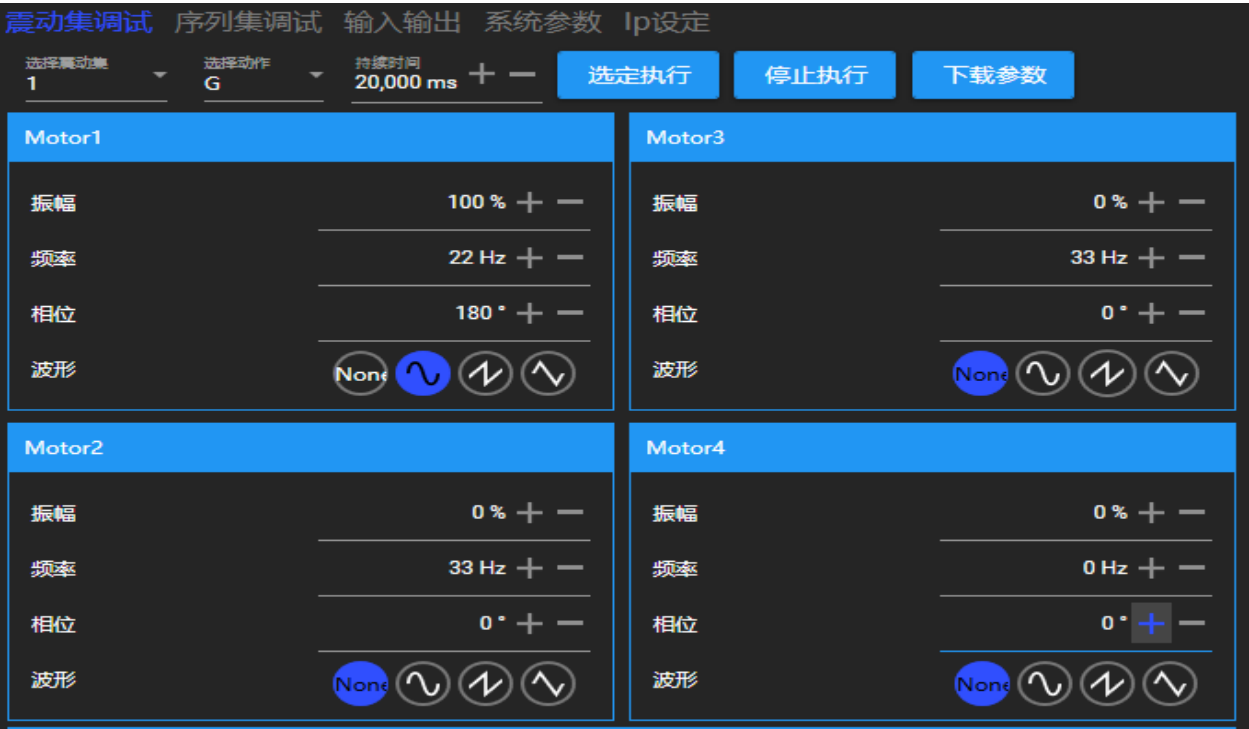 震动集调试 序列集调试 输入输出 系统参数 Ip设定
选择震动集 选择动作 持续时间
1 G 20,000 ms 选定执行 停止执行 下载参数
Motor1
振幅 100 %
频率 22 Hz
相位 180 °
波形 None
Motor3
振幅 0 %
频率 33 Hz
相位 0 °
波形 None
Motor2
振幅 0 %
频率 33 Hz
相位 0 °
波形 None
Motor4
振幅 0 %
频率 0 Hz
相位 0 °
波形 None